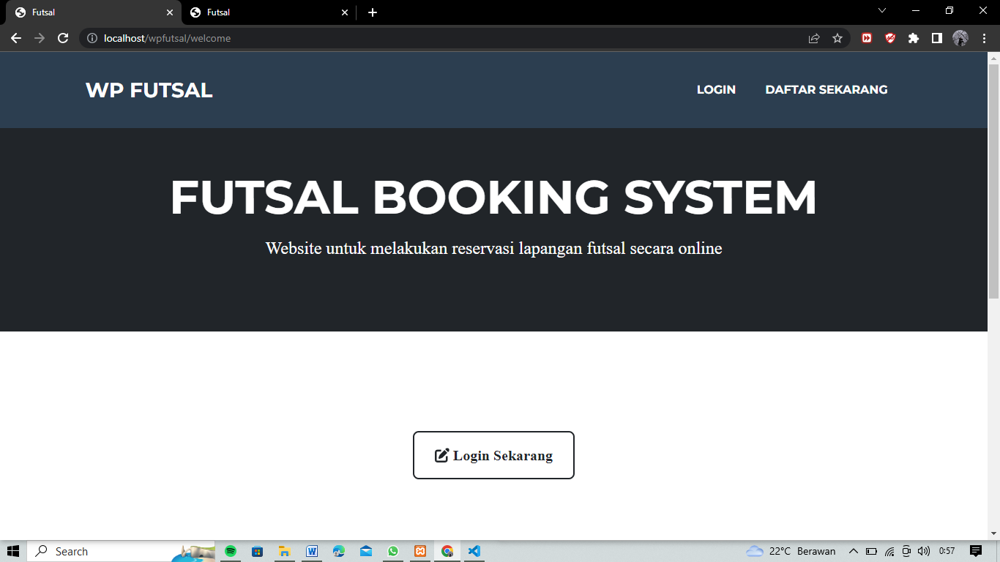 Futsal
Futsal
localhost/wpfutsal/welcome
WP FUTSAL
LOGIN
DAFTAR SEKARANG
FUTSAL BOOKING SYSTEM
Website untuk melakukan reservasi lapangan futsal secara online
Login Sekarang
Search
22°C Berawan
0:57